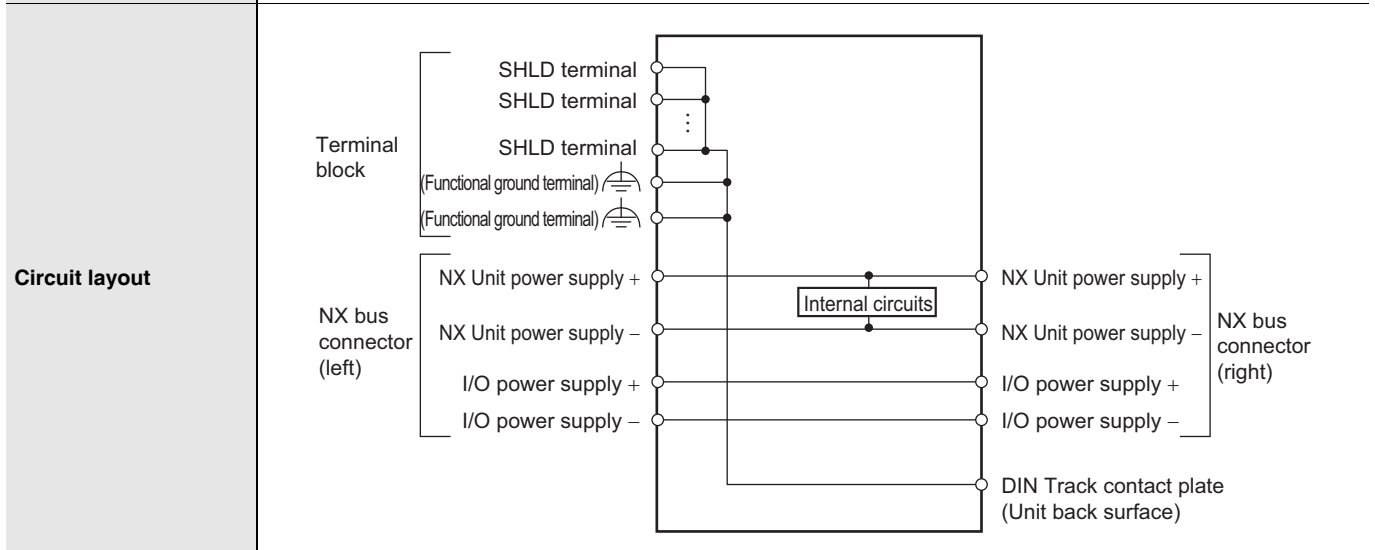 Circuit layout
Terminal
block
SHLD terminal
SHLD terminal
⋮
SHLD terminal
(Functional ground terminal)
(Functional ground terminal)
NX bus
connector
(left)
NX Unit power supply +
NX Unit power supply −
I/O power supply +
I/O power supply −
Internal circuits
NX Unit power supply +
NX Unit power supply −
I/O power supply +
I/O power supply −
NX bus
connector
(right)
DIN Track contact plate
(Unit back surface)